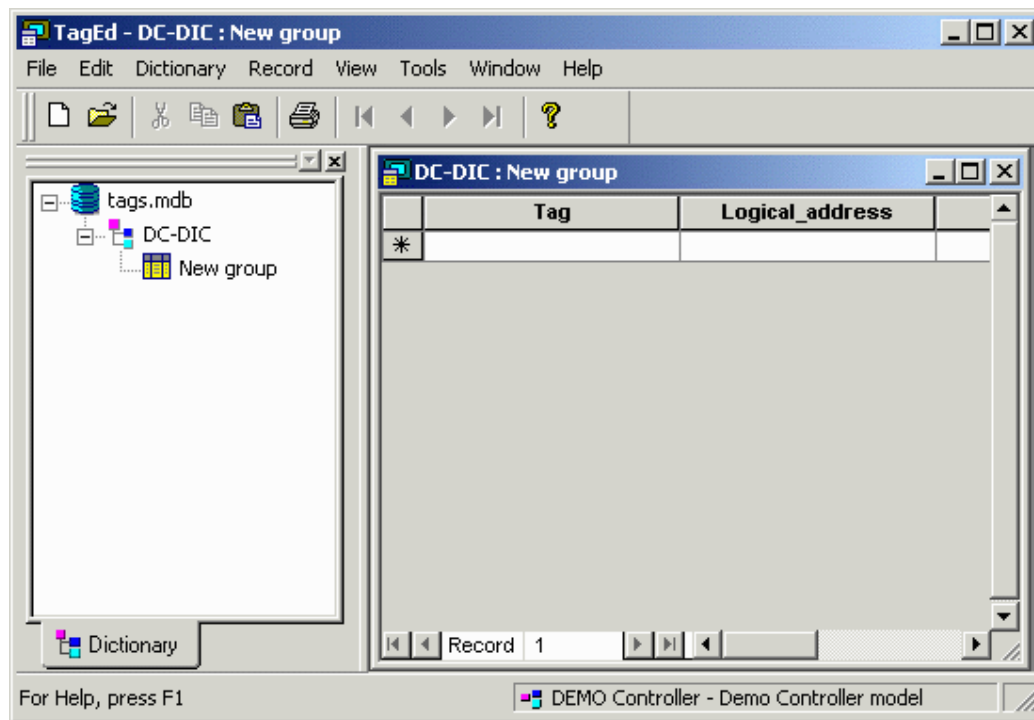 TagEd - DC-DIC : New group
File Edit Dictionary Record View Tools Window Help
tags.mdb
DC-DIC
New group
Dictionary
DC-DIC : New group
Tag Logical_address
Record 1
For Help, press F1
DEMO Controller - Demo Controller model